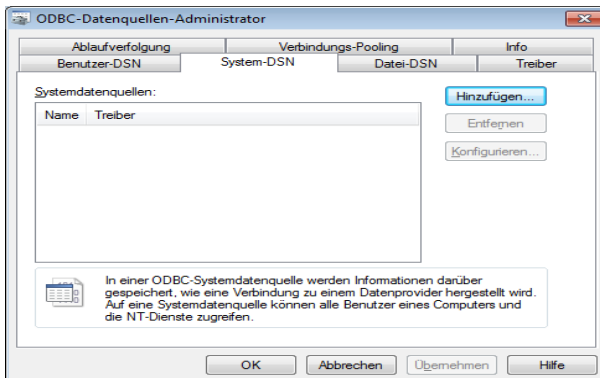 ODBC-Datenquellen-Administrator
Ablaufverfolgung Verbindungs-Pooling Info
Benutzer-DSN System-DSN Datei-DSN Treiber
Systemdatenquellen:
Name Treiber
Hinzufügen...
Entfernen
Konfigurieren...
In einer ODBC-Systemdatenquelle werden Informationen darüber
gespeichert, wie eine Verbindung zu einem Datenprovider hergestellt wird.
Auf eine Systemdatenquelle können alle Benutzer eines Computers und
die NT-Dienste zugreifen.
OK Abbrechen Übernehmen Hilfe